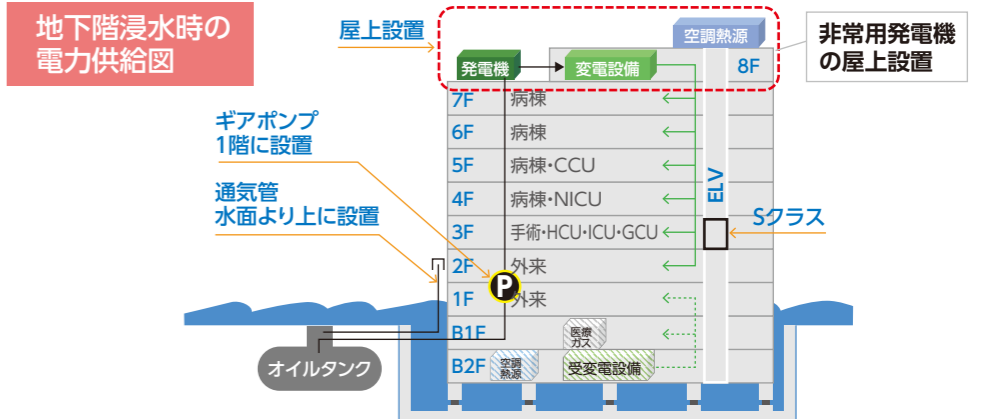 地下階浸水時の
電力供給図
屋上設置
空調熱源
非常用発電機
の屋上設置
発電機
変電設備
8F
7F 病棟
6F 病棟
5F 病棟・CCU
4F 病棟・NICU
3F 手術・HCU・ICU・GCU
2F 外来
1F 外来
B1F
医療
ガス
B2F
空調
熱源
受変電設備
ELV
Sクラス
ギアポンプ
1階に設置
通気管
水面より上に設置
P
オイルタンク